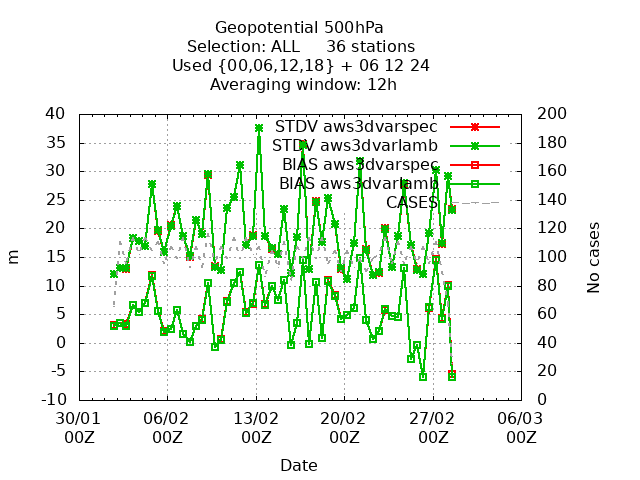 Geopotential 500hPa
Selection: ALL 36 stations
Used {00,06,12,18} + 06 12 24
Averaging window: 12h
40 200
STDV aws3dvarspec
35 180
STDV aws3dvarlamb
30 160
BIAS aws3dvarspec
BIAS aws3dvarlamb
25 140
CASES
20 120
15 100
10 80
5 60
0 40
-5 20
-10 0
m
No cases
30/01 06/02 13/02 20/02 27/02 06/03
00Z 00Z 00Z 00Z 00Z 00Z
Date